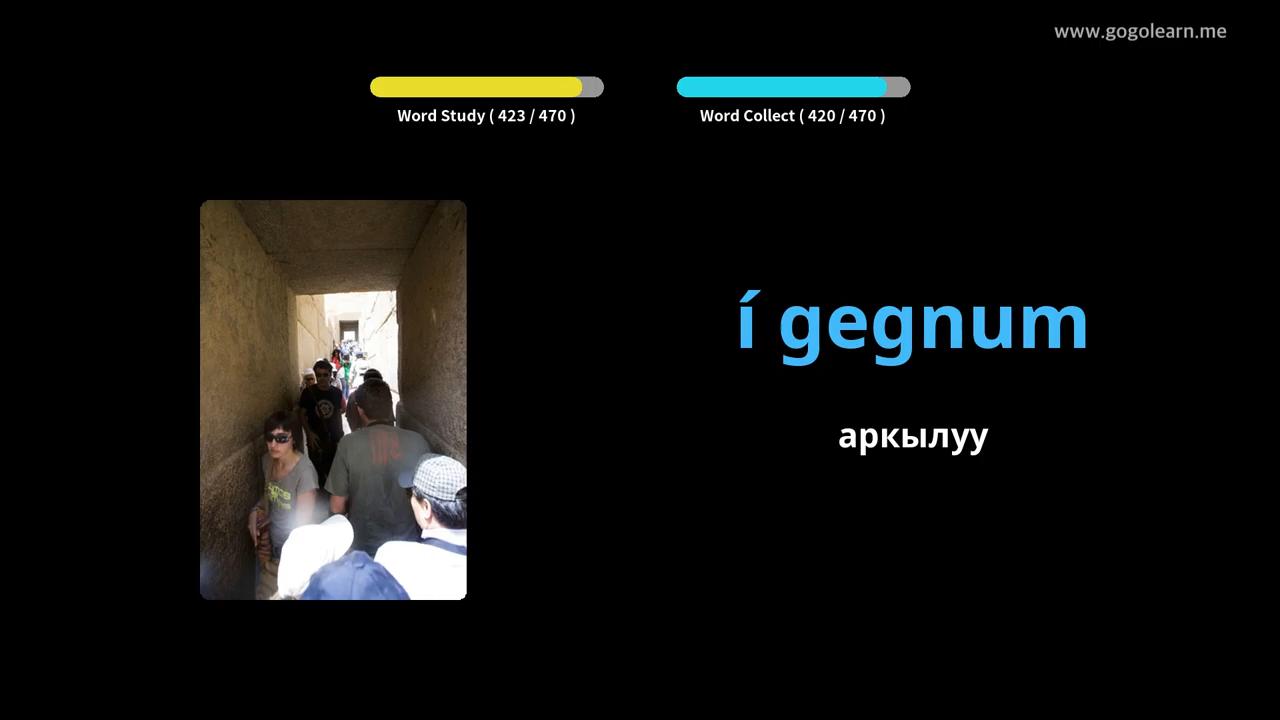 www.gogolearn.me
Word Study ( 423 / 470 )
Word Collect ( 420 / 470 )
í gegnum
аркылуу